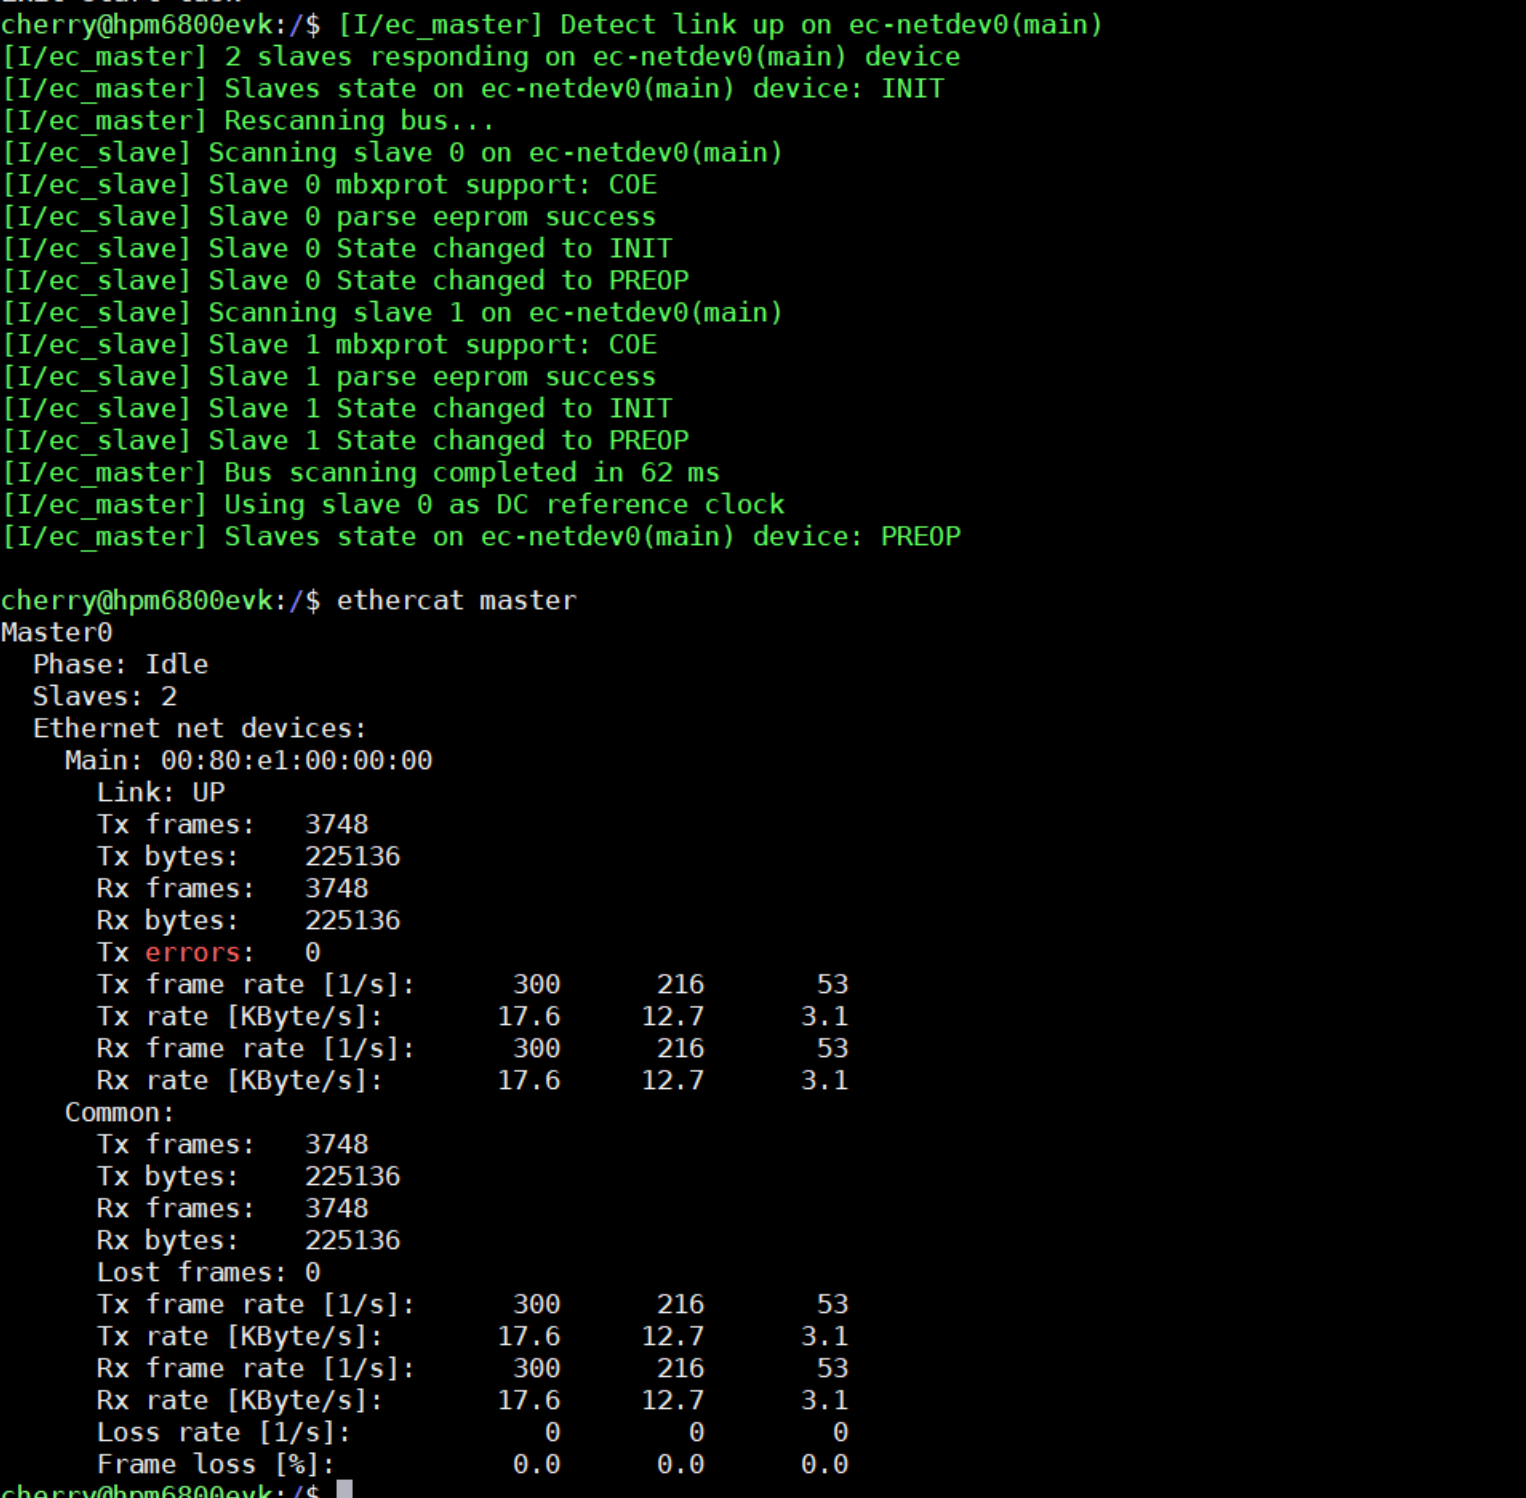 cherry@hpm6800evk:/$ [I/ec_master] Detect link up on ec-netdev0(main)
[I/ec_master] 2 slaves responding on ec-netdev0(main) device
[I/ec_master] Slaves state on ec-netdev0(main) device: INIT
[I/ec_master] Rescanning bus...
[I/ec_slave] Scanning slave 0 on ec-netdev0(main)
[I/ec_slave] Slave 0 mbxprot support: COE
[I/ec_slave] Slave 0 parse eeprom success
[I/ec_slave] Slave 0 State changed to INIT
[I/ec_slave] Slave 0 State changed to PREOP
[I/ec_slave] Scanning slave 1 on ec-netdev0(main)
[I/ec_slave] Slave 1 mbxprot support: COE
[I/ec_slave] Slave 1 parse eeprom success
[I/ec_slave] Slave 1 State changed to INIT
[I/ec_slave] Slave 1 State changed to PREOP
[I/ec_master] Bus scanning completed in 62 ms
[I/ec_master] Using slave 0 as DC reference clock
[I/ec_master] Slaves state on ec-netdev0(main) device: PREOP
cherry@hpm6800evk:/$ ethercat master
Master0
  Phase: Idle
  Slaves: 2
  Ethernet net devices:
    Main: 00:80:e1:00:00:00
      Link: UP
      Tx frames:   3748
      Tx bytes:    225136
      Rx frames:   3748
      Rx bytes:    225136
      Tx errors:   0
      Tx frame rate [1/s]:      300      216       53
      Tx rate [KByte/s]:       17.6     12.7      3.1
      Rx frame rate [1/s]:      300      216       53
      Rx rate [KByte/s]:       17.6     12.7      3.1
    Common:
      Tx frames:   3748
      Tx bytes:    225136
      Rx frames:   3748
      Rx bytes:    225136
      Lost frames: 0
      Tx frame rate [1/s]:      300      216       53
      Tx rate [KByte/s]:       17.6     12.7      3.1
      Rx frame rate [1/s]:      300      216       53
      Rx rate [KByte/s]:       17.6     12.7      3.1
      Loss rate [1/s]:            0        0        0
      Frame loss [%]:           0.0      0.0      0.0
cherry@hpm6800evk:/$